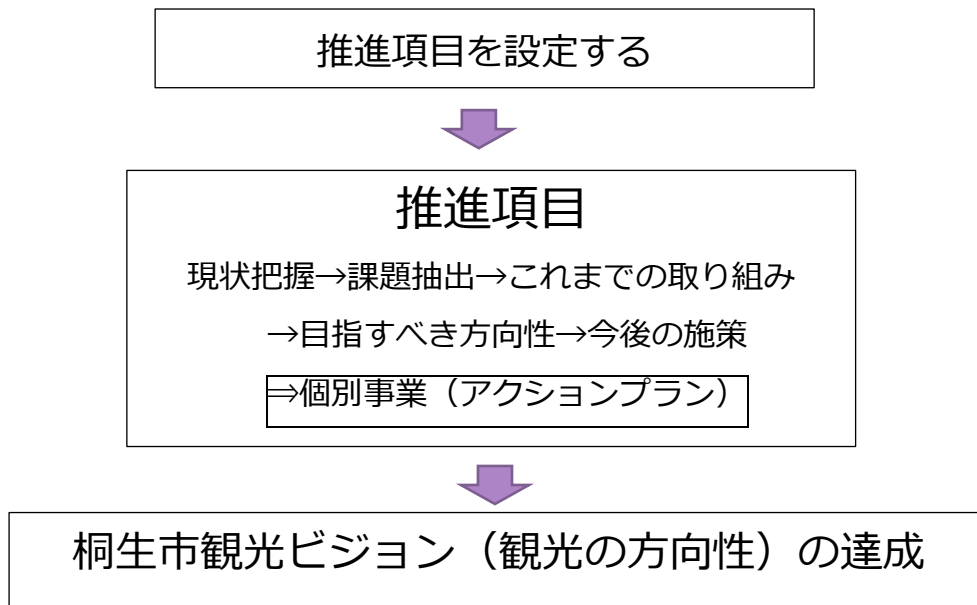 推進項目を設定する
推進項目
現状把握→課題抽出→これまでの取り組み
→目指すべき方向性→今後の施策
⇒個別事業（アクションプラン）
桐生市観光ビジョン（観光の方向性）の達成